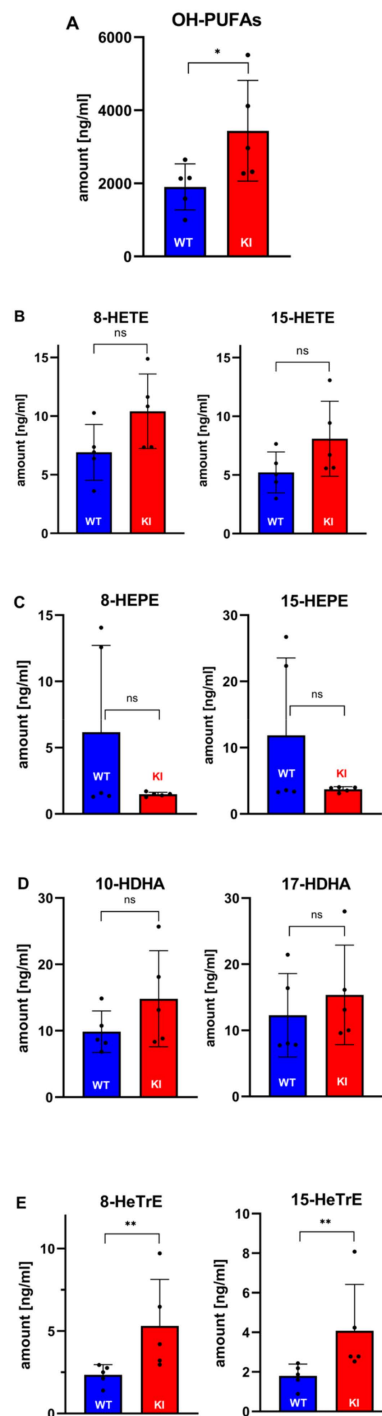 A
OH-PUFAs
6000
*
4000
2000
0
amount [ng/ml]
WT
KI
B
8-HETE
15-HETE
ns
ns
15
15
10
10
5
5
0
0
amount [ng/ml]
amount [ng/ml]
WT
KI
WT
KI
C
8-HEPE
15-HEPE
15
30
10
20
ns
ns
5
10
0
0
amount [ng/ml]
amount [ng/ml]
WT
KI
WT
KI
D
10-HDHA
17-HDHA
30
30
ns
ns
20
20
10
10
0
0
amount [ng/ml]
amount [ng/ml]
WT
KI
WT
KI
E
8-HeTrE
15-HeTrE
**
**
10
8
6
5
4
2
0
0
amount [ng/ml]
amount [ng/ml]
WT
KI
WT
KI